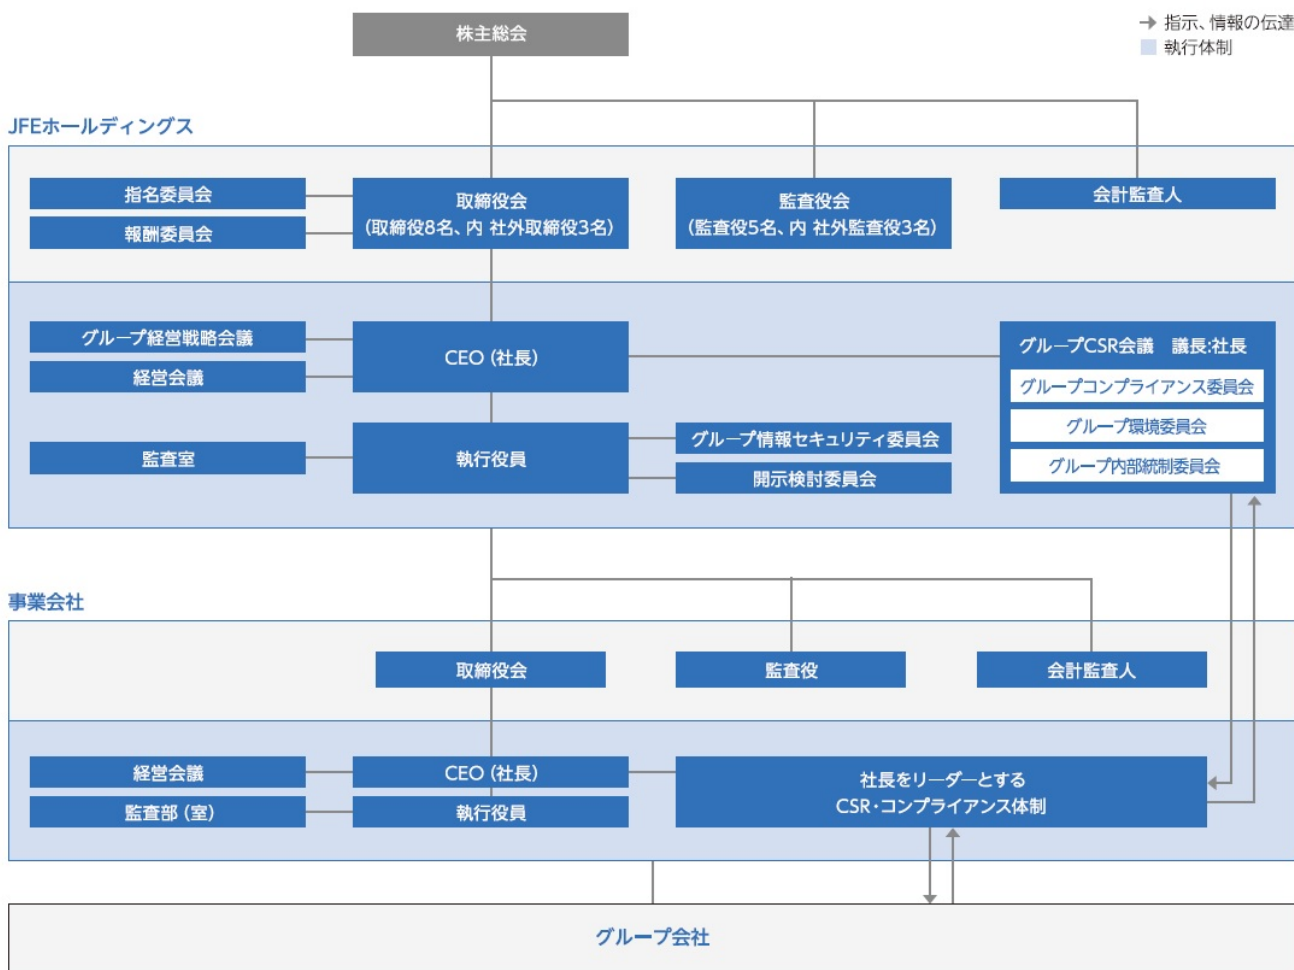 株主総会
指示、情報の伝達
執行体制
JFEホールディングス
指名委員会
報酬委員会
取締役会
(取締役8名、内 社外取締役3名)
監査役会
(監査役5名、内 社外監査役3名)
会計監査人
グループ経営戦略会議
経営会議
CEO (社長)
グループCSR会議　議長:社長
グループコンプライアンス委員会
グループ環境委員会
グループ内部統制委員会
監査室
執行役員
グループ情報セキュリティ委員会
開示検討委員会
事業会社
取締役会
監査役
会計監査人
経営会議
CEO (社長)
社長をリーダーとする
CSR・コンプライアンス体制
監査部 (室)
執行役員
グループ会社